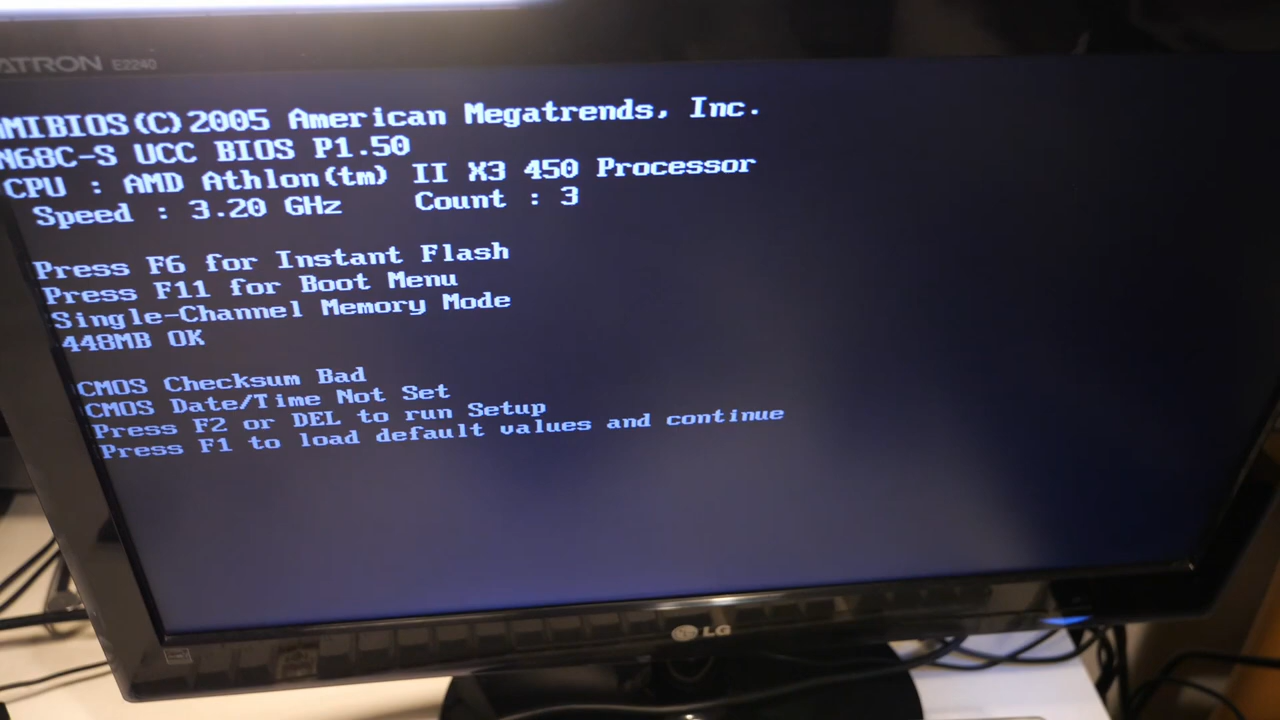 ATRON E2240
AMIBIOS(C)2005 American Megatrends, Inc.
N68C-S UCC BIOS P1.50
CPU : AMD Athlon(tm) II X3 450 Processor
Speed : 3.20 GHz    Count : 3
Press F6 for Instant Flash
Press F11 for Boot Menu
Single-Channel Memory Mode
448MB OK
CMOS Checksum Bad
CMOS Date/Time Not Set
Press F2 or DEL to run Setup
Press F1 to load default values and continue
LG